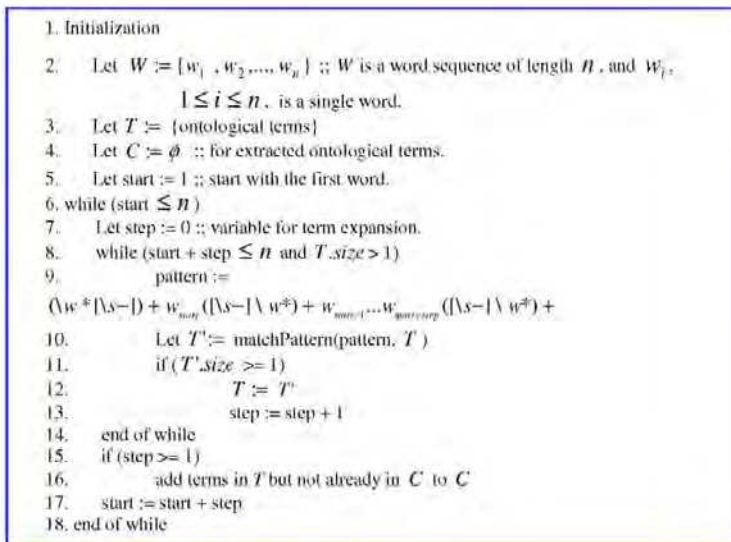 1. Initialization
2. Let W := {w₁ , w₂,..., wₙ} ;; W is a word sequence of length n, and wᵢ,
1 ≤ i ≤ n, is a single word.
3. Let T := {ontological terms}
4. Let C := ϕ ;; for extracted ontological terms.
5. Let start := 1 ;; start with the first word.
6. while (start ≤ n)
7. Let step := 0 ;; variable for term expansion.
8. while (start + step ≤ n and T.size > 1)
9. pattern :=
(\w *[\s−]) + w_start ([\s−] \ w*) + w_start+1...w_start+step ([\s−] \ w*) +
10. Let T' := matchPattern(pattern, T )
11. if (T'.size >= 1)
12. T := T'
13. step := step + 1
14. end of while
15. if (step >= 1)
16. add terms in T but not already in C to C
17. start := start + step
18. end of while